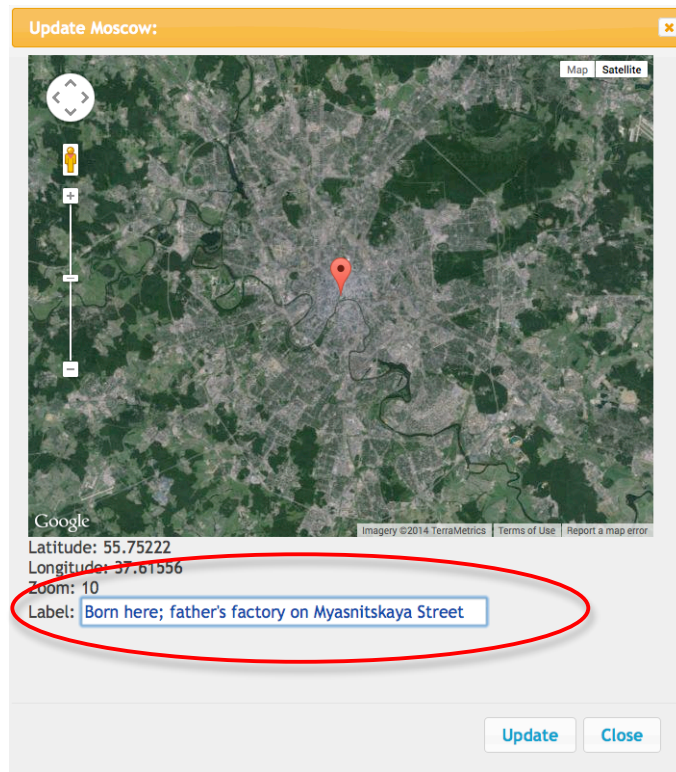 Update Moscow:
Map Satellite
Google
Imagery ©2014 TerraMetrics Terms of Use Report a map error
Latitude: 55.75222
Longitude: 37.61556
Zoom: 10
Label: Born here; father's factory on Myasnitskaya Street
Update Close